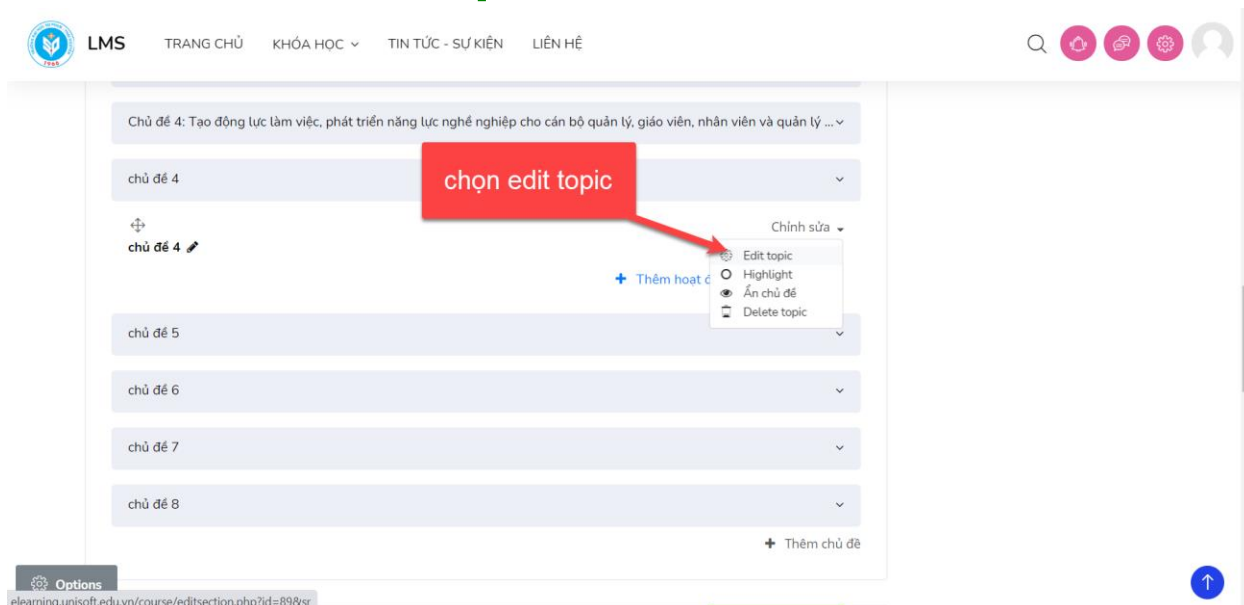 LMS TRANG CHỦ KHÓA HỌC TIN TỨC - SỰ KIỆN LIÊN HỆ
1966
Chủ đề 4: Tạo động lực làm việc, phát triển năng lực nghề nghiệp cho cán bộ quản lý, giáo viên, nhân viên và quản lý ...
chủ đề 4
chọn edit topic
Chỉnh sửa
chủ đề 4
Edit topic
Thêm hoạt
Highlight
Ẩn chủ đề
Delete topic
chủ đề 5
chủ đề 6
chủ đề 7
chủ đề 8
Thêm chủ đề
Options
elearning.unisoft.edu.vn/course/editsection.php?id=89&sr